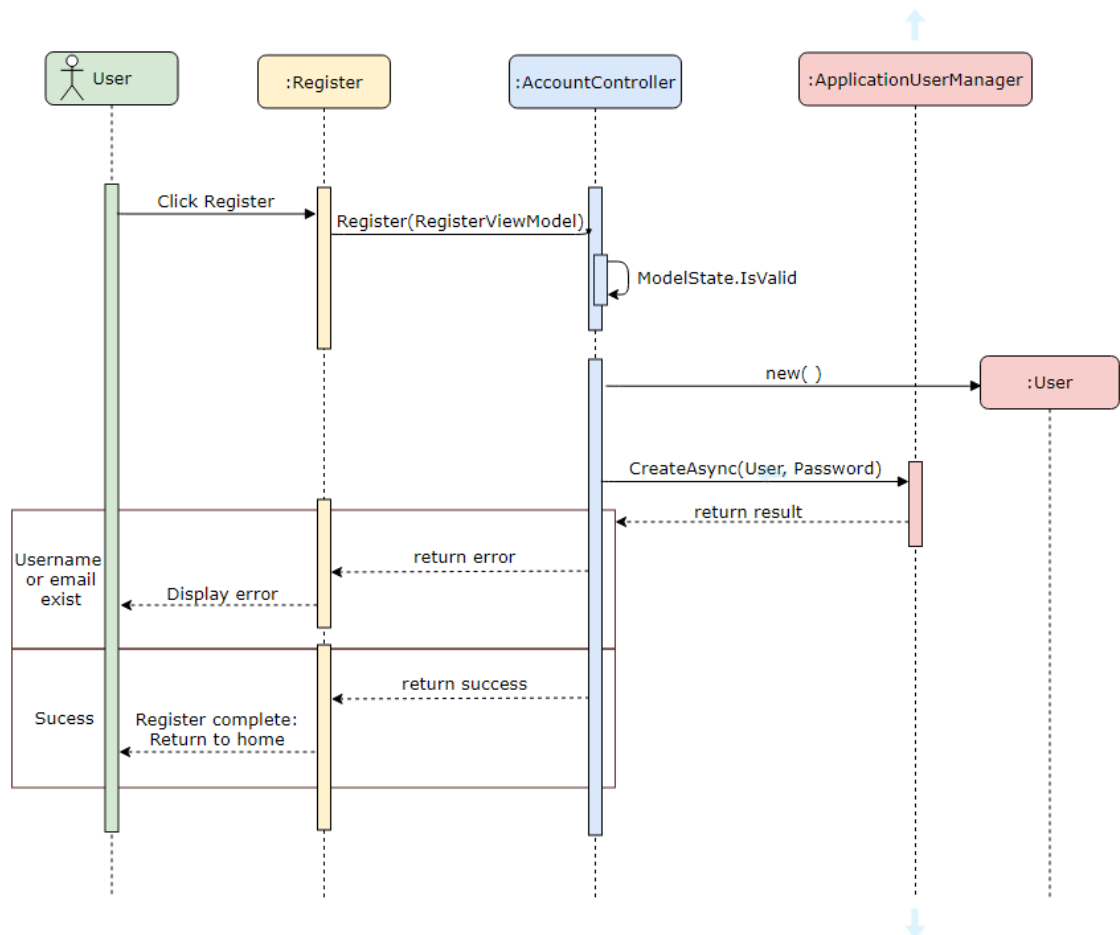 User
:Register
:AccountController
:ApplicationUserManager
Click Register
Register(RegisterViewModel)
ModelState.IsValid
new( )
:User
CreateAsync(User, Password)
return result
Username
or email
exist
return error
Display error
return success
Sucess
Register complete:
Return to home